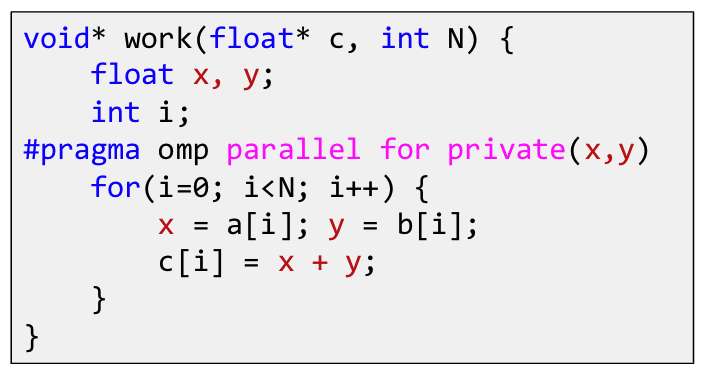 void* work(float* c, int N) {
    float x, y;
    int i;
#pragma omp parallel for private(x,y)
    for(i=0; i<N; i++) {
        x = a[i]; y = b[i];
        c[i] = x + y;
    }
}